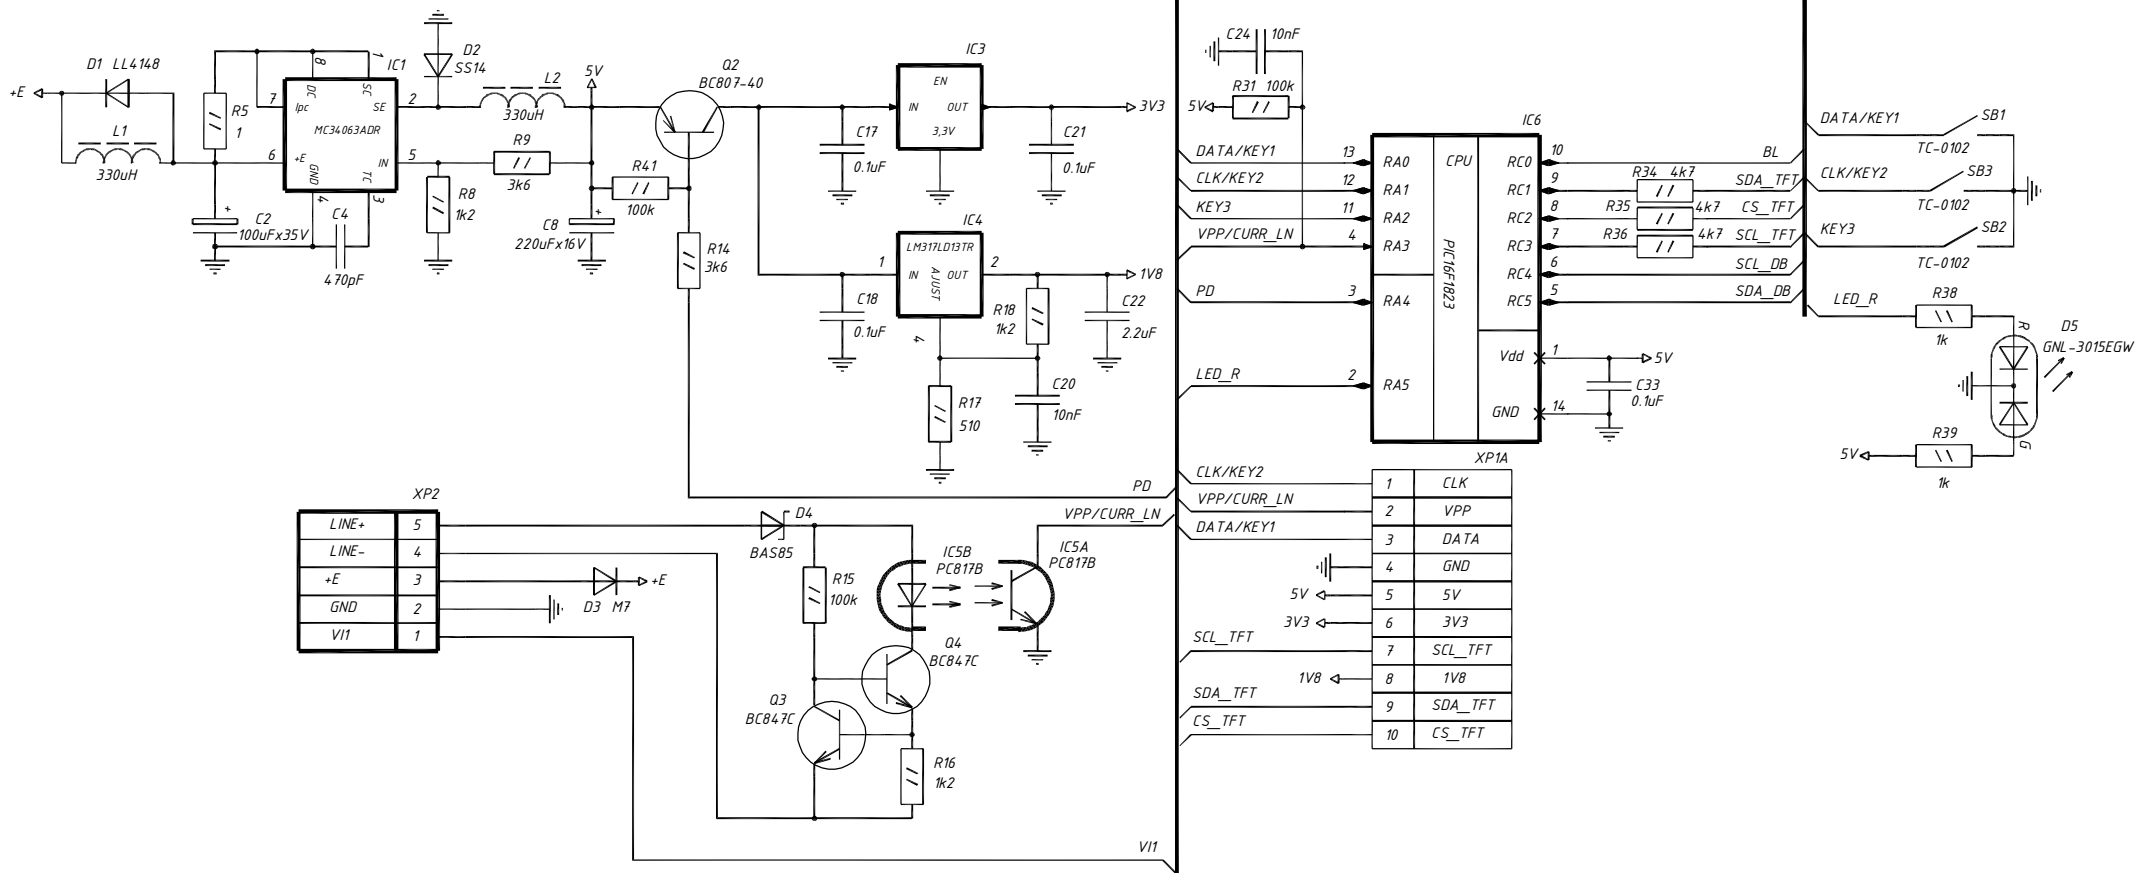 +E
D1 LL4148
L1
330uH
R5
1
7
6
8
1
IC1
DC
SC
Ipc
SE
MC34063ADR
+E
IN
GND
TC
2
5
4
3
C2
100uFx35V
C4
470pF
D2
SS14
L2
330uH
R9
3k6
R8
1k2
5V
R41
100k
C8
220uFx16V
Q2
BC807-40
R14
3k6
C17
0.1uF
IC3
EN
IN OUT
3,3V
C21
0.1uF
3V3
IC4
LM317LD13TR
1
IN OUT
AJUST
2
4
C18
0.1uF
R18
1k2
C22
2.2uF
1V8
R17
510
C20
10nF
PD
XP2
LINE+ 5
LINE- 4
+E 3
GND 2
VI1 1
D3 M7
+E
D4
BAS85
R15
100k
IC5B
PC817B
IC5A
PC817B
VPP/CURR_LN
Q4
BC847C
Q3
BC847C
R16
1k2
VI1
C24 10nF
R31 100k
5V
IC6
CPU
PIC16F1823
DATA/KEY1 13 RA0
CLK/KEY2 12 RA1
KEY3 11 RA2
VPP/CURR_LN 4 RA3
PD 3 RA4
LED_R 2 RA5
RC0 10 BL
RC1 9 R34 4k7 SDA_TFT
RC2 8 R35 4k7 CS_TFT
RC3 7 R36 4k7 SCL_TFT
RC4 6 SCL_DB
RC5 5 SDA_DB
Vdd 1 5V
GND 14
C33
0.1uF
XP1A
CLK/KEY2 1 CLK
VPP/CURR_LN 2 VPP
DATA/KEY1 3 DATA
4 GND
5V 5 5V
3V3 6 3V3
SCL_TFT 7 SCL_TFT
1V8 8 1V8
SDA_TFT 9 SDA_TFT
CS_TFT 10 CS_TFT
DATA/KEY1 SB1
TC-0102
CLK/KEY2 SB3
TC-0102
KEY3 SB2
TC-0102
LED_R
R38
1k
R
D5
GNL-3015EGW
G
5V
R39
1k